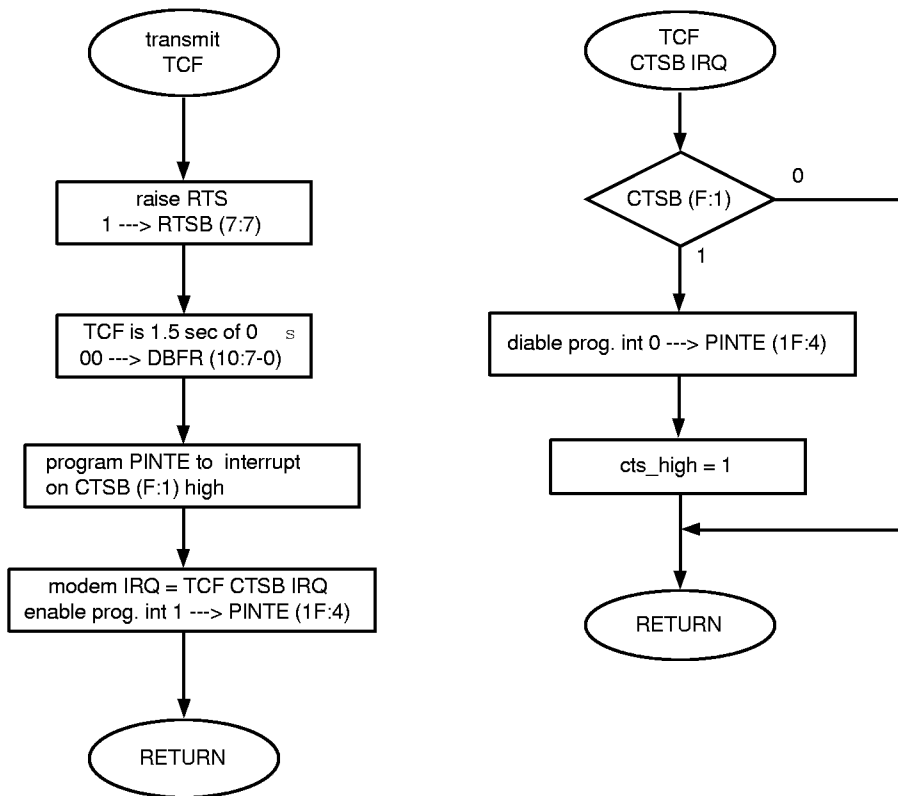 transmit
TCF
raise RTS
1 ---> RTSB (7:7)
TCF is 1.5 sec of 0 s
00 ---> DBFR (10:7-0)
program PINTE to interrupt
on CTSB (F:1) high
modem IRQ = TCF CTSB IRQ
enable prog. int 1 ---> PINTE (1F:4)
RETURN
TCF
CTSB IRQ
CTSB (F:1)
0
1
diable prog. int 0 ---> PINTE (1F:4)
cts_high = 1
RETURN